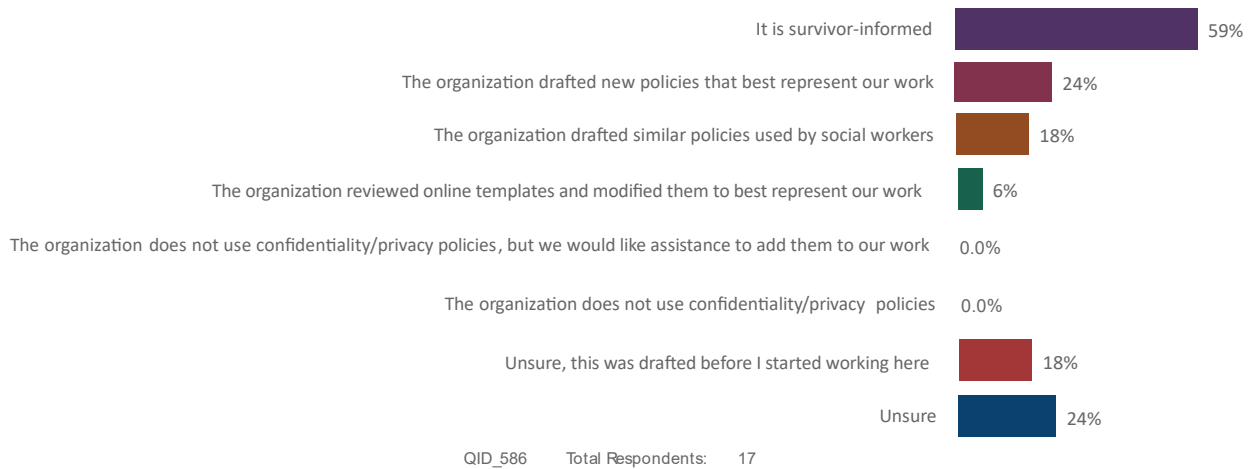 It is survivor-informed 59%
The organization drafted new policies that best represent our work 24%
The organization drafted similar policies used by social workers 18%
The organization reviewed online templates and modified them to best represent our work 6%
The organization does not use confidentiality/privacy policies, but we would like assistance to add them to our work 0.0%
The organization does not use confidentiality/privacy policies 0.0%
Unsure, this was drafted before I started working here 18%
Unsure 24%
QID_586 Total Respondents: 17